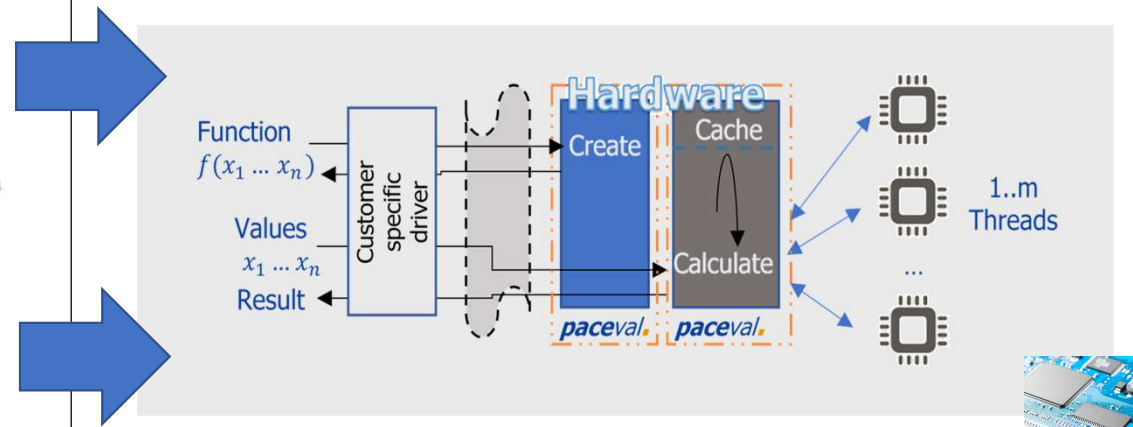 Hardware
Function
f(x₁ … xₙ)
Values
x₁ … xₙ
Result
Customer
specific
driver
Create
Cache
Calculate
paceval.
paceval.
1..m
Threads
...